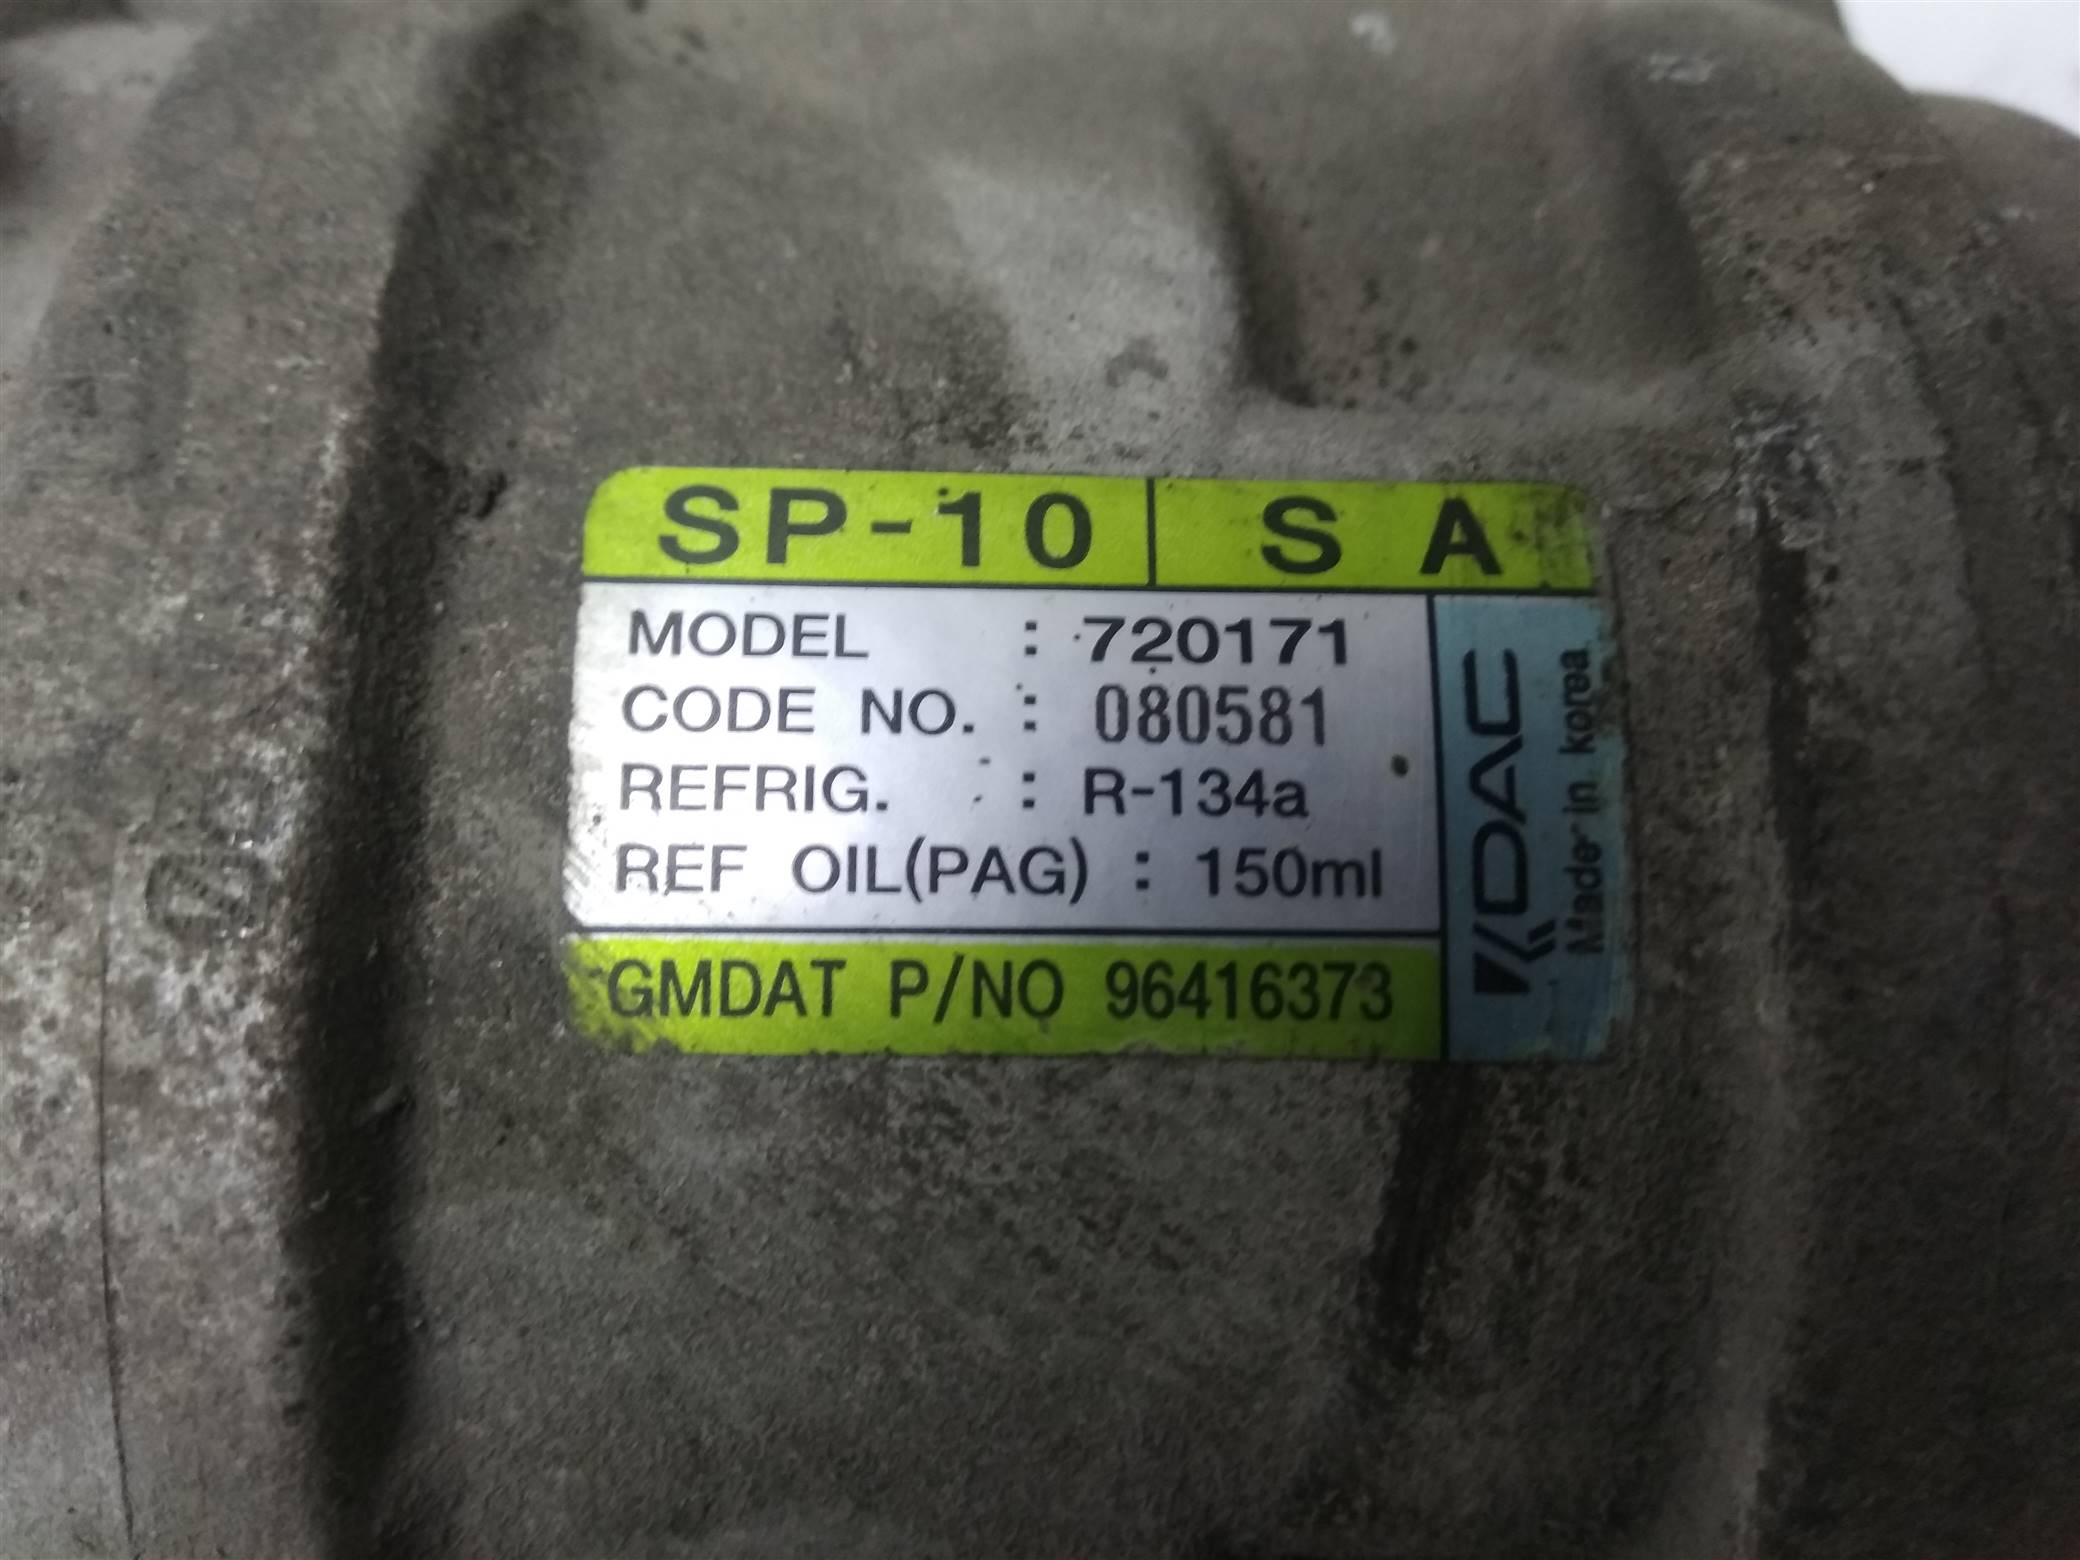 SP-10 S A
MODEL : 720171
CODE NO. : 080581
REFRIG. : R-134a
REF OIL(PAG) : 150ml
GMDAT P/NO 96416373
KDAC
Made in korea